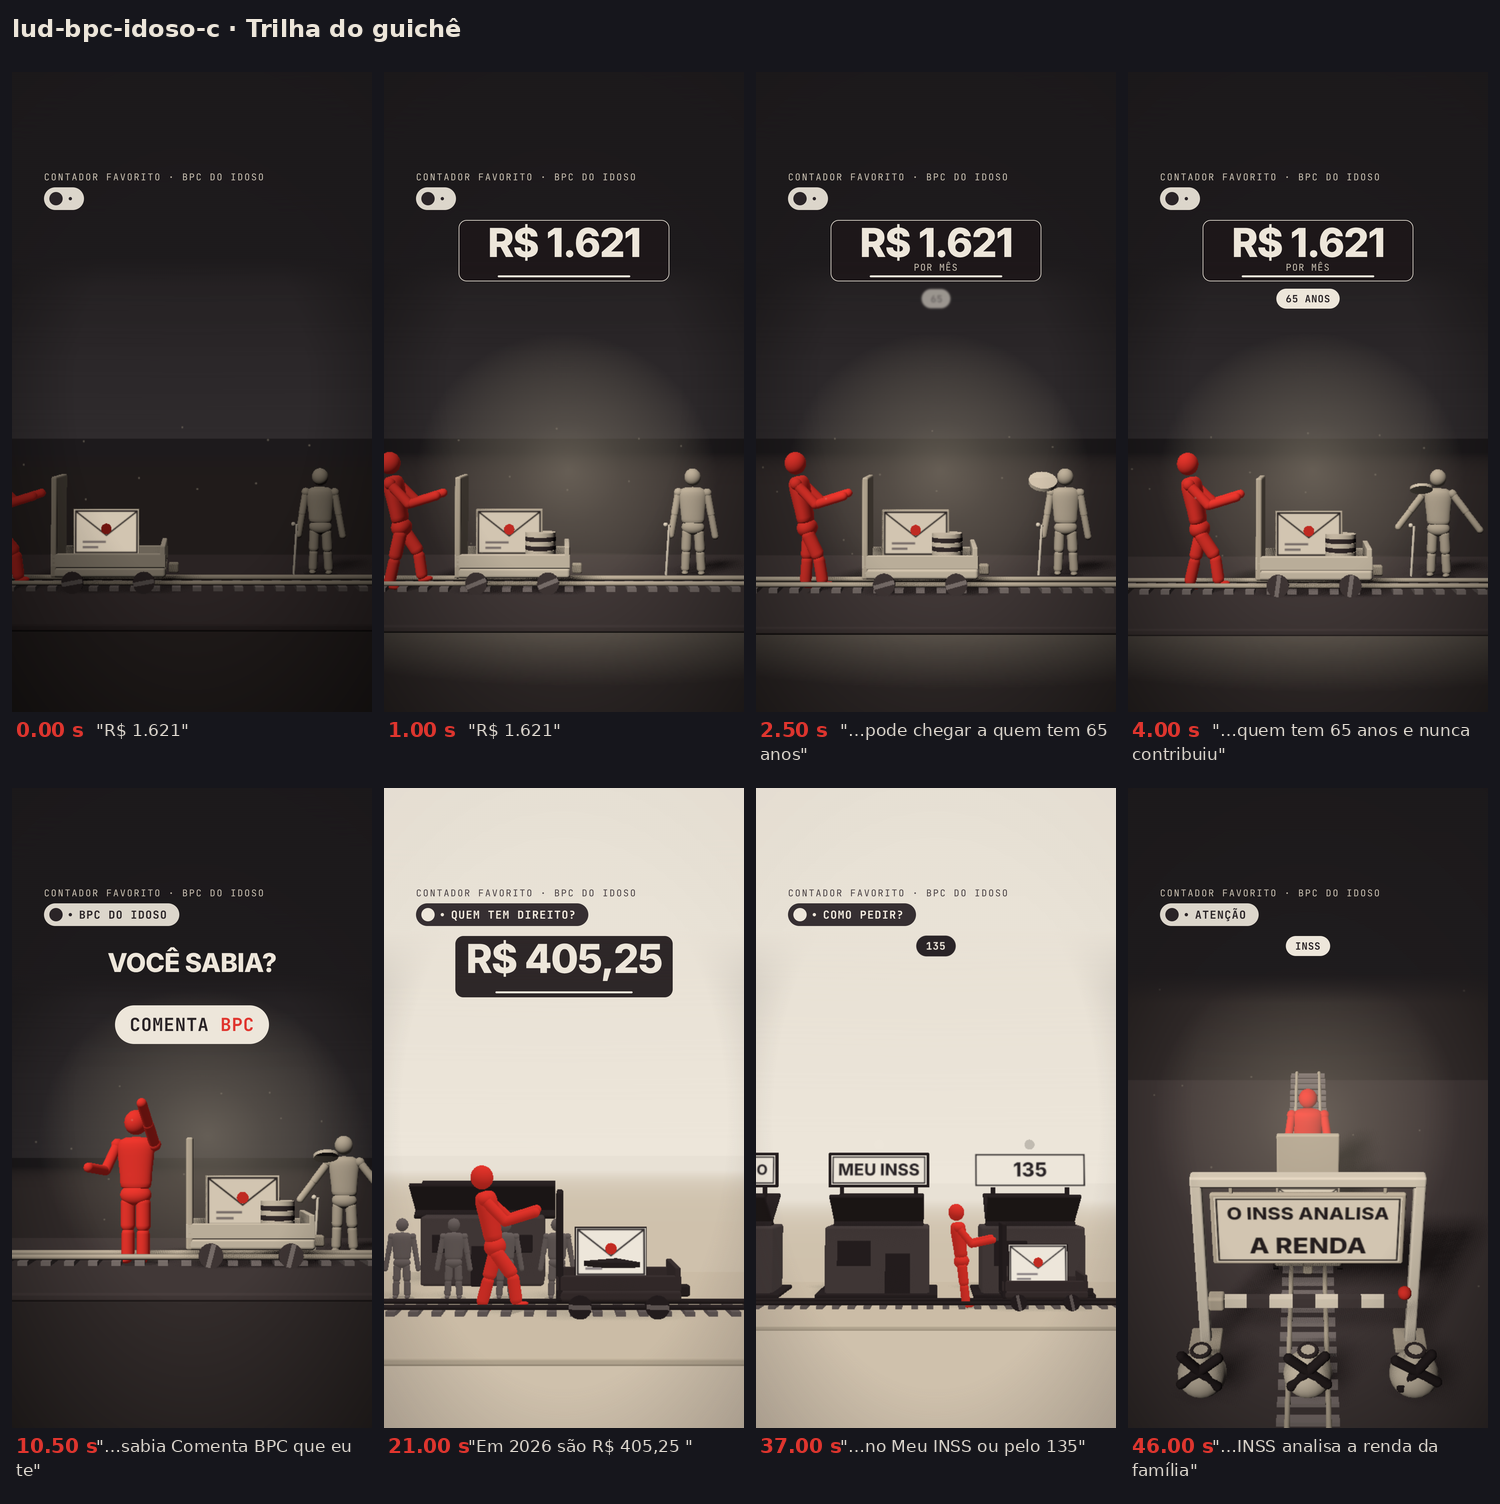 lud-bpc-idoso-c · Trilha do guichê
CONTADOR FAVORITO · BPC DO IDOSO
0.00 s "R$ 1.621"
CONTADOR FAVORITO · BPC DO IDOSO
R$ 1.621
1.00 s "R$ 1.621"
CONTADOR FAVORITO · BPC DO IDOSO
R$ 1.621
POR MÊS
65
2.50 s "...pode chegar a quem tem 65
anos"
CONTADOR FAVORITO · BPC DO IDOSO
R$ 1.621
POR MÊS
65 ANOS
4.00 s "...quem tem 65 anos e nunca
contribuiu"
CONTADOR FAVORITO · BPC DO IDOSO
• BPC DO IDOSO
VOCÊ SABIA?
COMENTA BPC
10.50 s "...sabia Comenta BPC que eu
te"
CONTADOR FAVORITO · BPC DO IDOSO
• QUEM TEM DIREITO?
R$ 405,25
21.00 s "Em 2026 são R$ 405,25 "
CONTADOR FAVORITO · BPC DO IDOSO
• COMO PEDIR?
135
O
MEU INSS
135
37.00 s "...no Meu INSS ou pelo 135"
CONTADOR FAVORITO · BPC DO IDOSO
• ATENÇÃO
INSS
O INSS ANALISA
A RENDA
46.00 s "...INSS analisa a renda da
família"